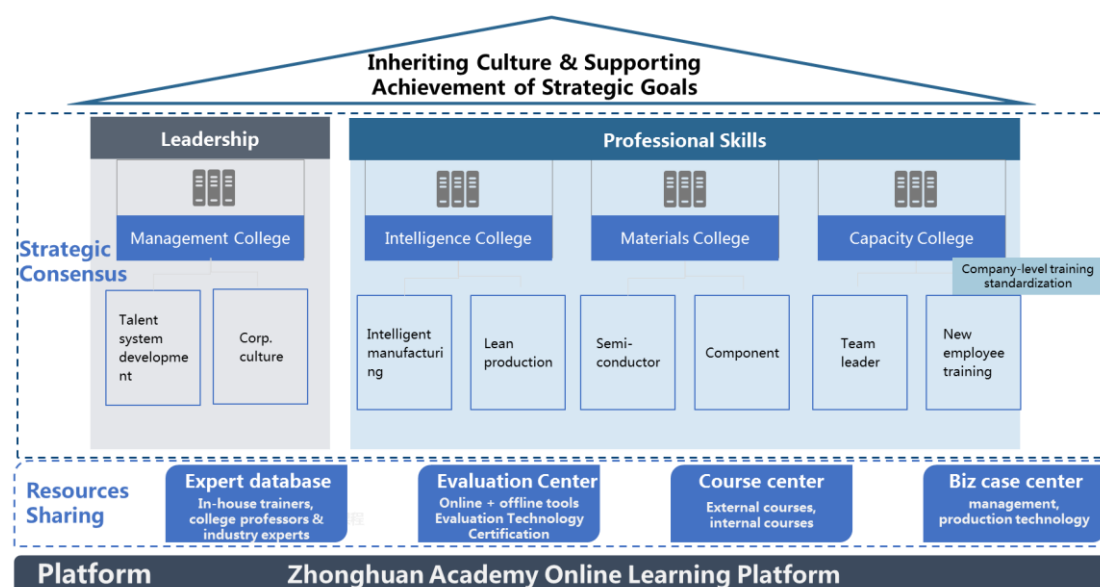 Inheriting Culture & Supporting
Achievement of Strategic Goals
Leadership
Professional Skills
Management College
Intelligence College
Materials College
Capacity College
Strategic
Consensus
Company-level training
standardization
Talent
system
developme
nt
Corp.
culture
Intelligent
manufacturi
ng
Lean
production
Semi-
conductor
Component
Team
leader
New
employee
training
Resources
Sharing
Expert database
In-house trainers,
college professors &
industry experts
Evaluation Center
Online + offline tools
Evaluation Technology
Certification
Course center
External courses,
internal courses
Biz case center
management,
production technology
Platform
Zhonghuan Academy Online Learning Platform